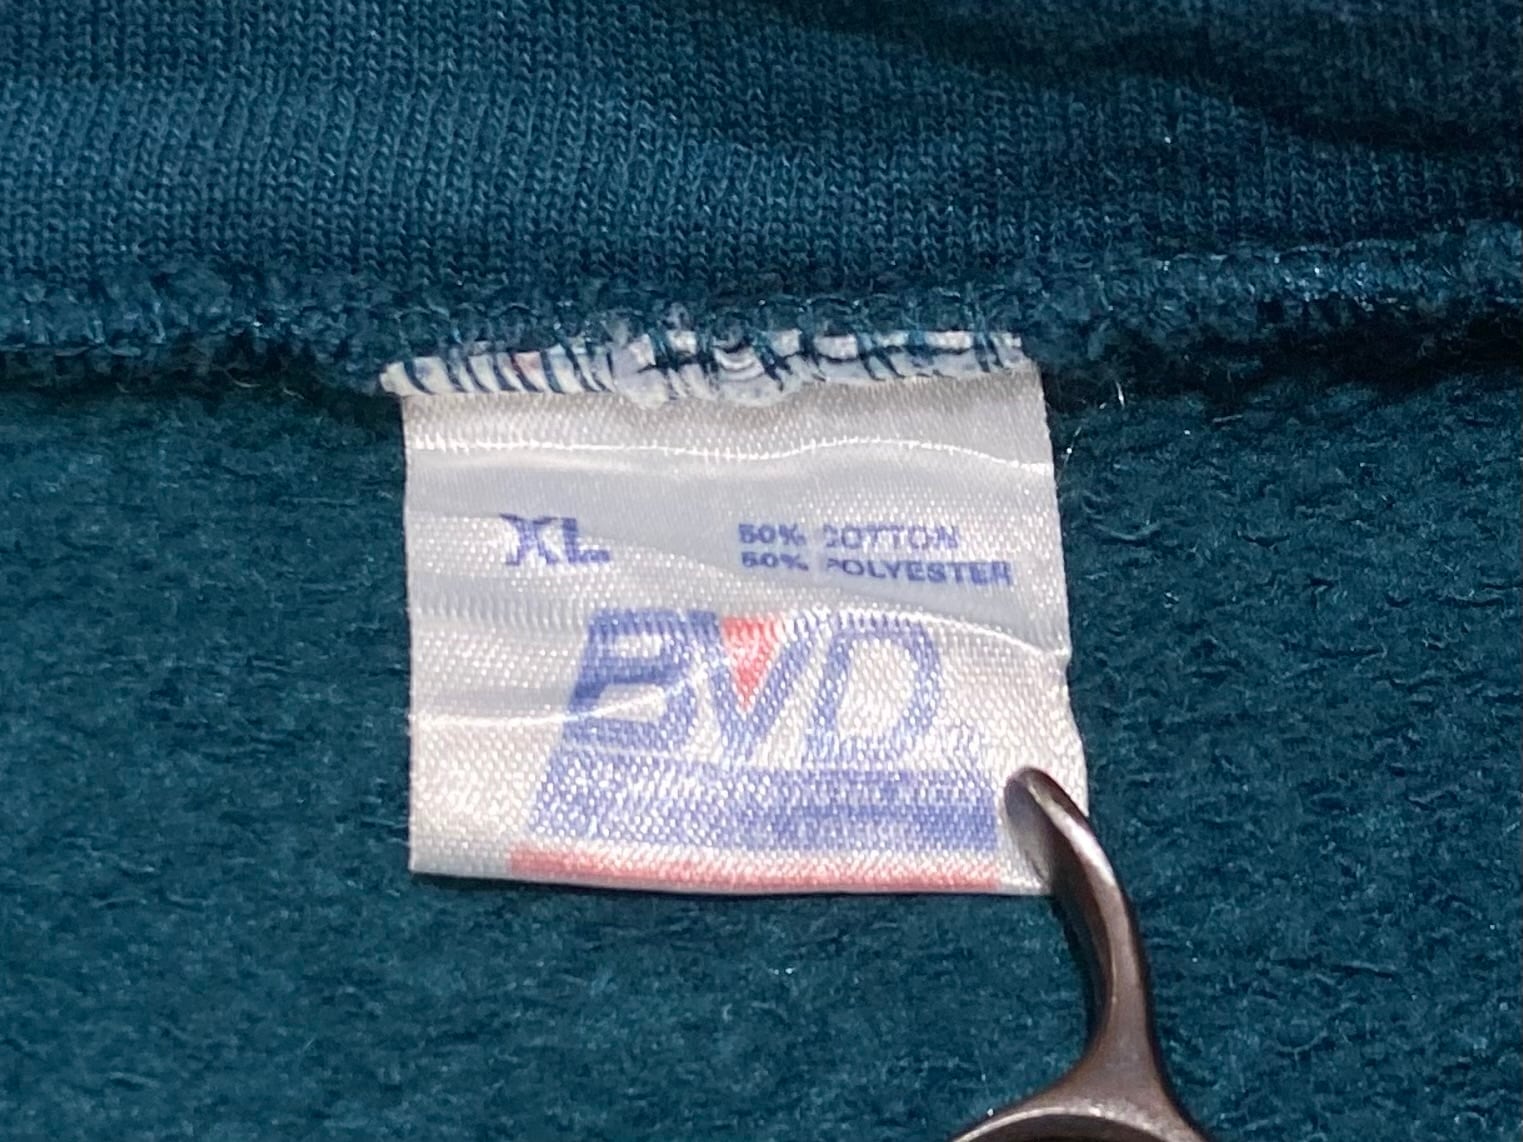 XL
50% COTTON
50% POLYESTER
BVD